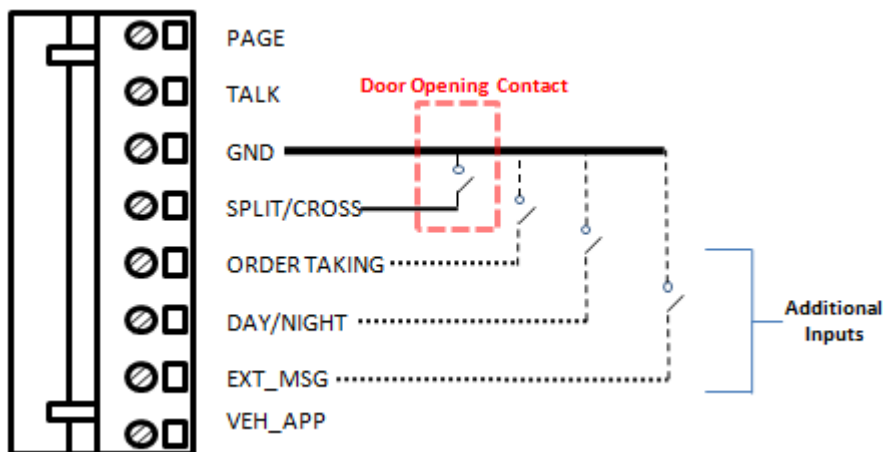 PAGE
Door Opening Contact
TALK
GND
SPLIT/CROSS
ORDER TAKING
DAY/NIGHT
Additional
Inputs
EXT_MSG
VEH_APP